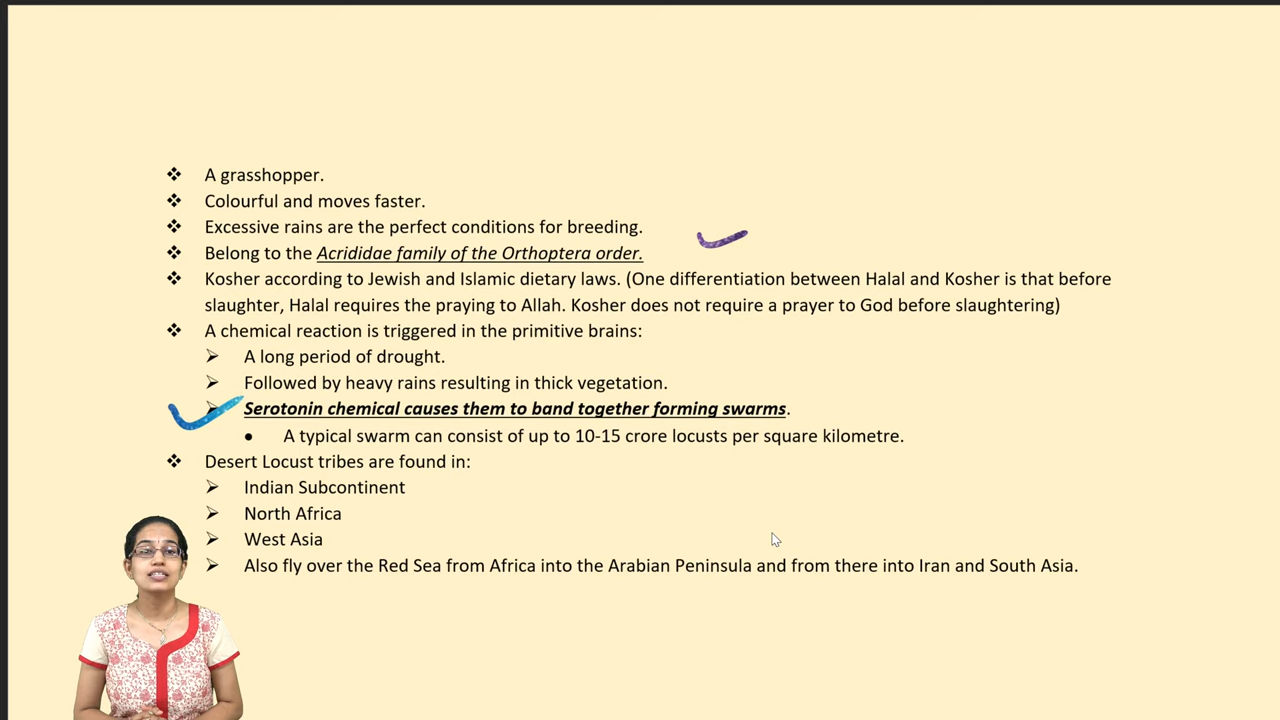 ❖ A grasshopper.
❖ Colourful and moves faster.
❖ Excessive rains are the perfect conditions for breeding.
❖ Belong to the Acrididae family of the Orthoptera order.
❖ Kosher according to Jewish and Islamic dietary laws. (One differentiation between Halal and Kosher is that before
slaughter, Halal requires the praying to Allah. Kosher does not require a prayer to God before slaughtering)
❖ A chemical reaction is triggered in the primitive brains:
➢ A long period of drought.
➢ Followed by heavy rains resulting in thick vegetation.
➢ Serotonin chemical causes them to band together forming swarms.
• A typical swarm can consist of up to 10-15 crore locusts per square kilometre.
❖ Desert Locust tribes are found in:
➢ Indian Subcontinent
➢ North Africa
➢ West Asia
➢ Also fly over the Red Sea from Africa into the Arabian Peninsula and from there into Iran and South Asia.